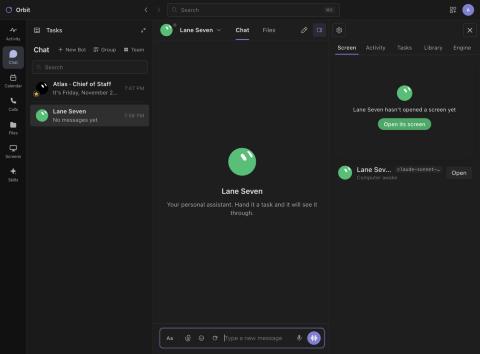 Orbit
Search
A
Activity
Chat
Calendar
Calls
Files
Screens
Skills
Tasks
Chat
+ New Bot
Group
Team
Search
Atlas · Chief of Staff
7:47 PM
It's Friday, November 2...
Lane Seven
7:58 PM
No messages yet
Lane Seven
Chat
Files
Lane Seven
Your personal assistant. Hand it a task and it will see it
through.
Aa
Type a new message
Screen
Activity
Tasks
Library
Engine
Lane Seven hasn't opened a screen yet
Open its screen
Lane Sev...
Computer awake
Open